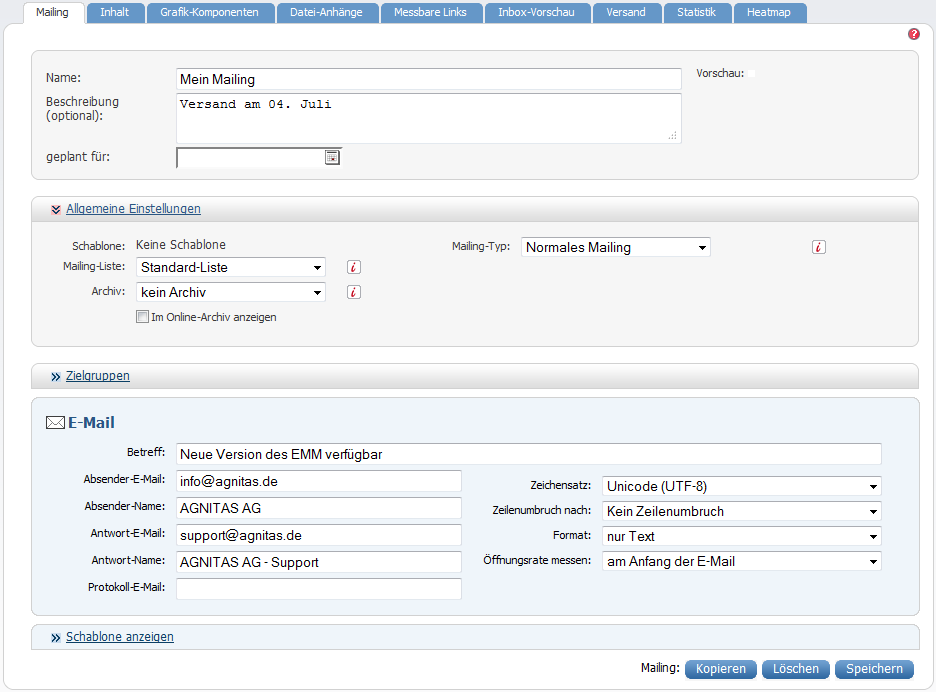 Mailing Inhalt Grafik-Komponenten Datei-Anhänge Messbare Links Inbox-Vorschau Versand Statistik Heatmap
?
Name: Mein Mailing Vorschau:
Beschreibung (optional): Versand am 04. Juli
geplant für:
Allgemeine Einstellungen
Schablone: Keine Schablone Mailing-Typ: Normales Mailing i
Mailing-Liste: Standard-Liste i
Archiv: kein Archiv i
Im Online-Archiv anzeigen
Zielgruppen
E-Mail
Betreff: Neue Version des EMM verfügbar
Absender-E-Mail: info@agnitas.de Zeichensatz: Unicode (UTF-8)
Absender-Name: AGNITAS AG Zeilenumbruch nach: Kein Zeilenumbruch
Antwort-E-Mail: support@agnitas.de Format: nur Text
Antwort-Name: AGNITAS AG - Support Öffnungsrate messen: am Anfang der E-Mail
Protokoll-E-Mail:
Schablone anzeigen
Mailing: Kopieren Löschen Speichern